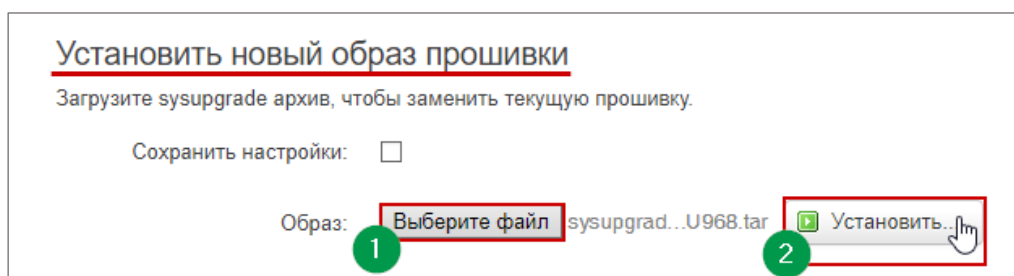 Установить новый образ прошивки
Загрузите sysupgrade архив, чтобы заменить текущую прошивку.
Сохранить настройки:
Образ: Выберите файл sysupgrad...U968.tar Установить...
1 2